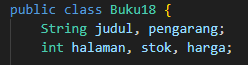 public class Buku18 {
    String judul, pengarang;
    int halaman, stok, harga;